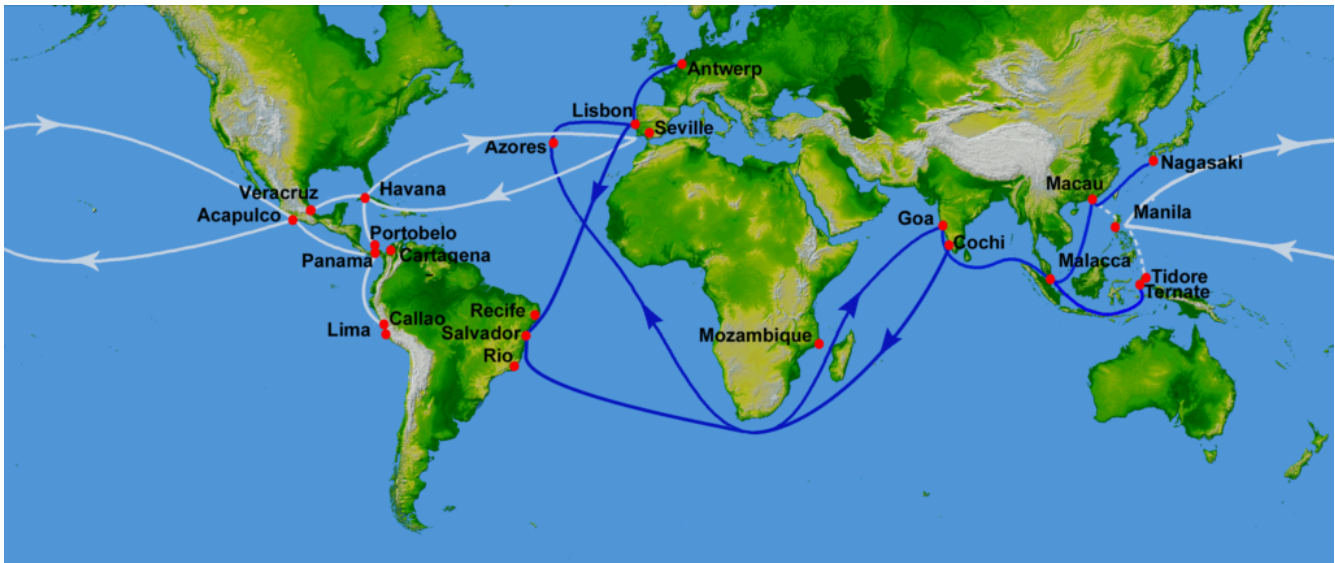 Antwerp
Lisbon
Seville
Azores
Nagasaki
Macau
Veracruz
Havana
Acapulco
Goa
Manila
Portobelo
Cochi
Panama
Cartagena
Malacca
Tidore
Ternate
Recife
Callao
Lima
Salvador
Mozambique
Rio